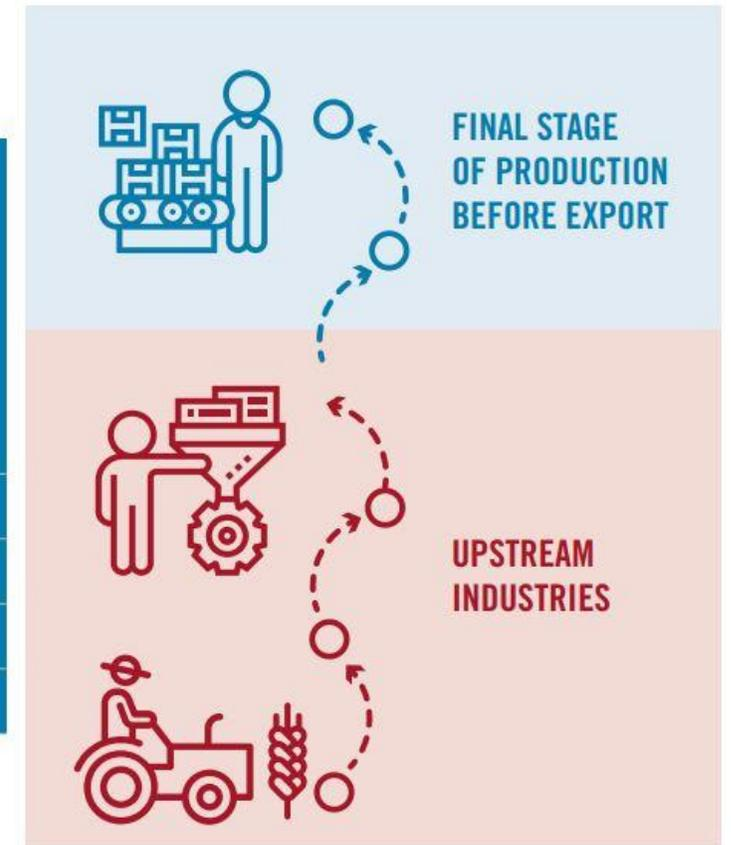 FINAL STAGE
OF PRODUCTION
BEFORE EXPORT
UPSTREAM
INDUSTRIES